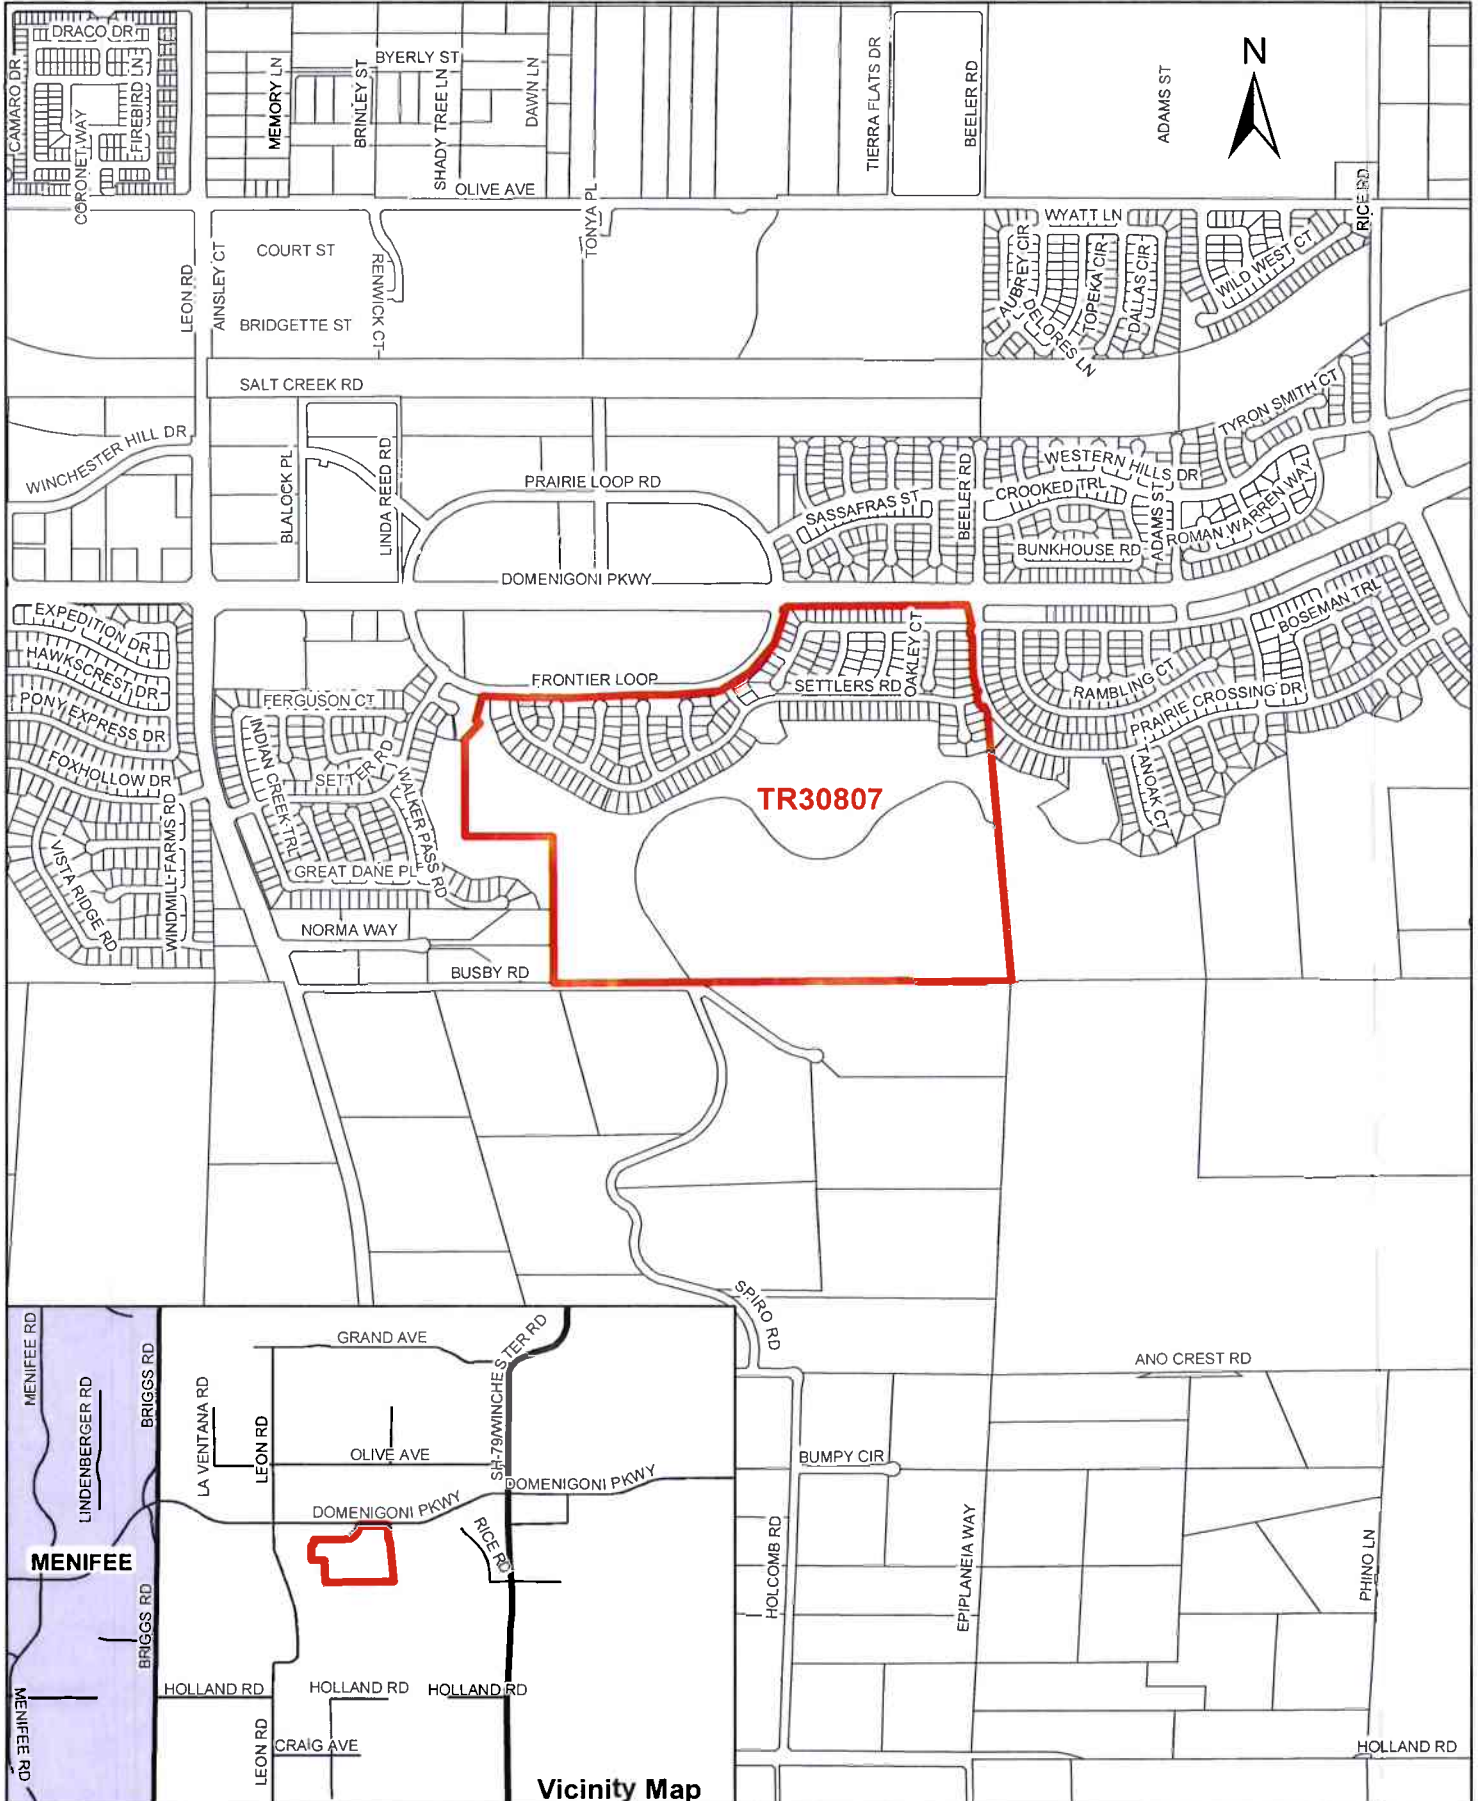 DRACO DR
CAMARO DR
CORONET WAY
FIREBIRD LN
MEMORY LN
BYERLY ST
BRINLEY ST
SHADY TREE LN
DAWN LN
OLIVE AVE
TONYA PL
TIERRA FLATS DR
BEELER RD
ADAMS ST
N
RICE RD
LEON RD
AINSLEY CT
COURT ST
BRIDGETTE ST
RENWICK CT
WYATT LN
AUBREY CIR
DELORES LN
TOPEKA CIR
DALLAS CIR
WILD WEST CT
SALT CREEK RD
WINCHESTER HILL DR
BLALOCK PL
LINDA REED RD
PRAIRIE LOOP RD
SASSAFRAS ST
BEELER RD
WESTERN HILLS DR
CROOKED TRL
TYRON SMITH CT
BUNKHOUSE RD
ADAMS ST
ROMAN WARREN WAY
DOMENIGONI PKWY
EXPEDITION DR
HAWKSCREST DR
PONY EXPRESS DR
FOXHOLLOW DR
VISTA RIDGE RD
WINDMILL FARMS RD
FERGUSON CT
INDIAN CREEK TRL
SETTER RD
WALKER PASS RD
GREAT DANE PL
NORMA WAY
BUSBY RD
FRONTIER LOOP
SETTLERS RD
OAKLEY CT
RAMBLING CT
PRAIRIE CROSSING DR
BOSEMAN TRL
TANOAK CT
TR30807
SPIRO RD
ANO CREST RD
BUMPY CIR
HOLCOMB RD
EPIPLANEIA WAY
PHINO LN
HOLLAND RD
MENIFEE RD
LINDENBERGER RD
BRIGGS RD
LA VENTANA RD
LEON RD
GRAND AVE
SH-79/WINCHESTER RD
OLIVE AVE
DOMENIGONI PKWY
DOMENIGONI PKWY
RICE RD
MENIFEE
BRIGGS RD
HOLLAND RD
HOLLAND RD
HOLLAND RD
MENIFEE RD
LEON RD
CRAIG AVE
Vicinity Map